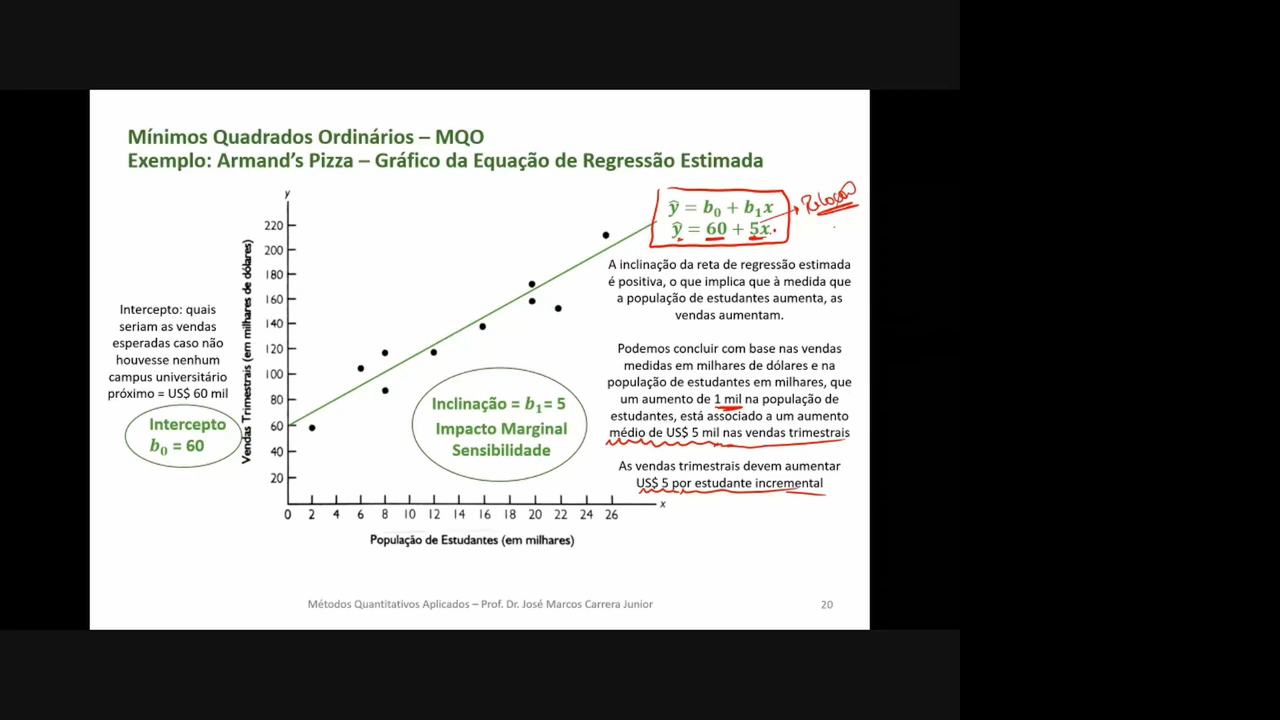 Mínimos Quadrados Ordinários – MQO
Exemplo: Armand's Pizza – Gráfico da Equação de Regressão Estimada
y
220
200
180
160
140
120
100
80
60
40
20
Vendas Trimestrais (em milhares de dólares)
0 2 4 6 8 10 12 14 16 18 20 22 24 26
x
População de Estudantes (em milhares)
Intercepto: quais
seriam as vendas
esperadas caso não
houvesse nenhum
campus universitário
próximo = US$ 60 mil
Intercepto
b₀ = 60
Inclinação = b₁= 5
Impacto Marginal
Sensibilidade
ŷ = b₀ + b₁x
ŷ = 60 + 5x
Relação
A inclinação da reta de regressão estimada
é positiva, o que implica que à medida que
a população de estudantes aumenta, as
vendas aumentam.
Podemos concluir com base nas vendas
medidas em milhares de dólares e na
população de estudantes em milhares, que
um aumento de 1 mil na população de
estudantes, está associado a um aumento
médio de US$ 5 mil nas vendas trimestrais
As vendas trimestrais devem aumentar
US$ 5 por estudante incremental
Métodos Quantitativos Aplicados – Prof. Dr. José Marcos Carrera Junior
20